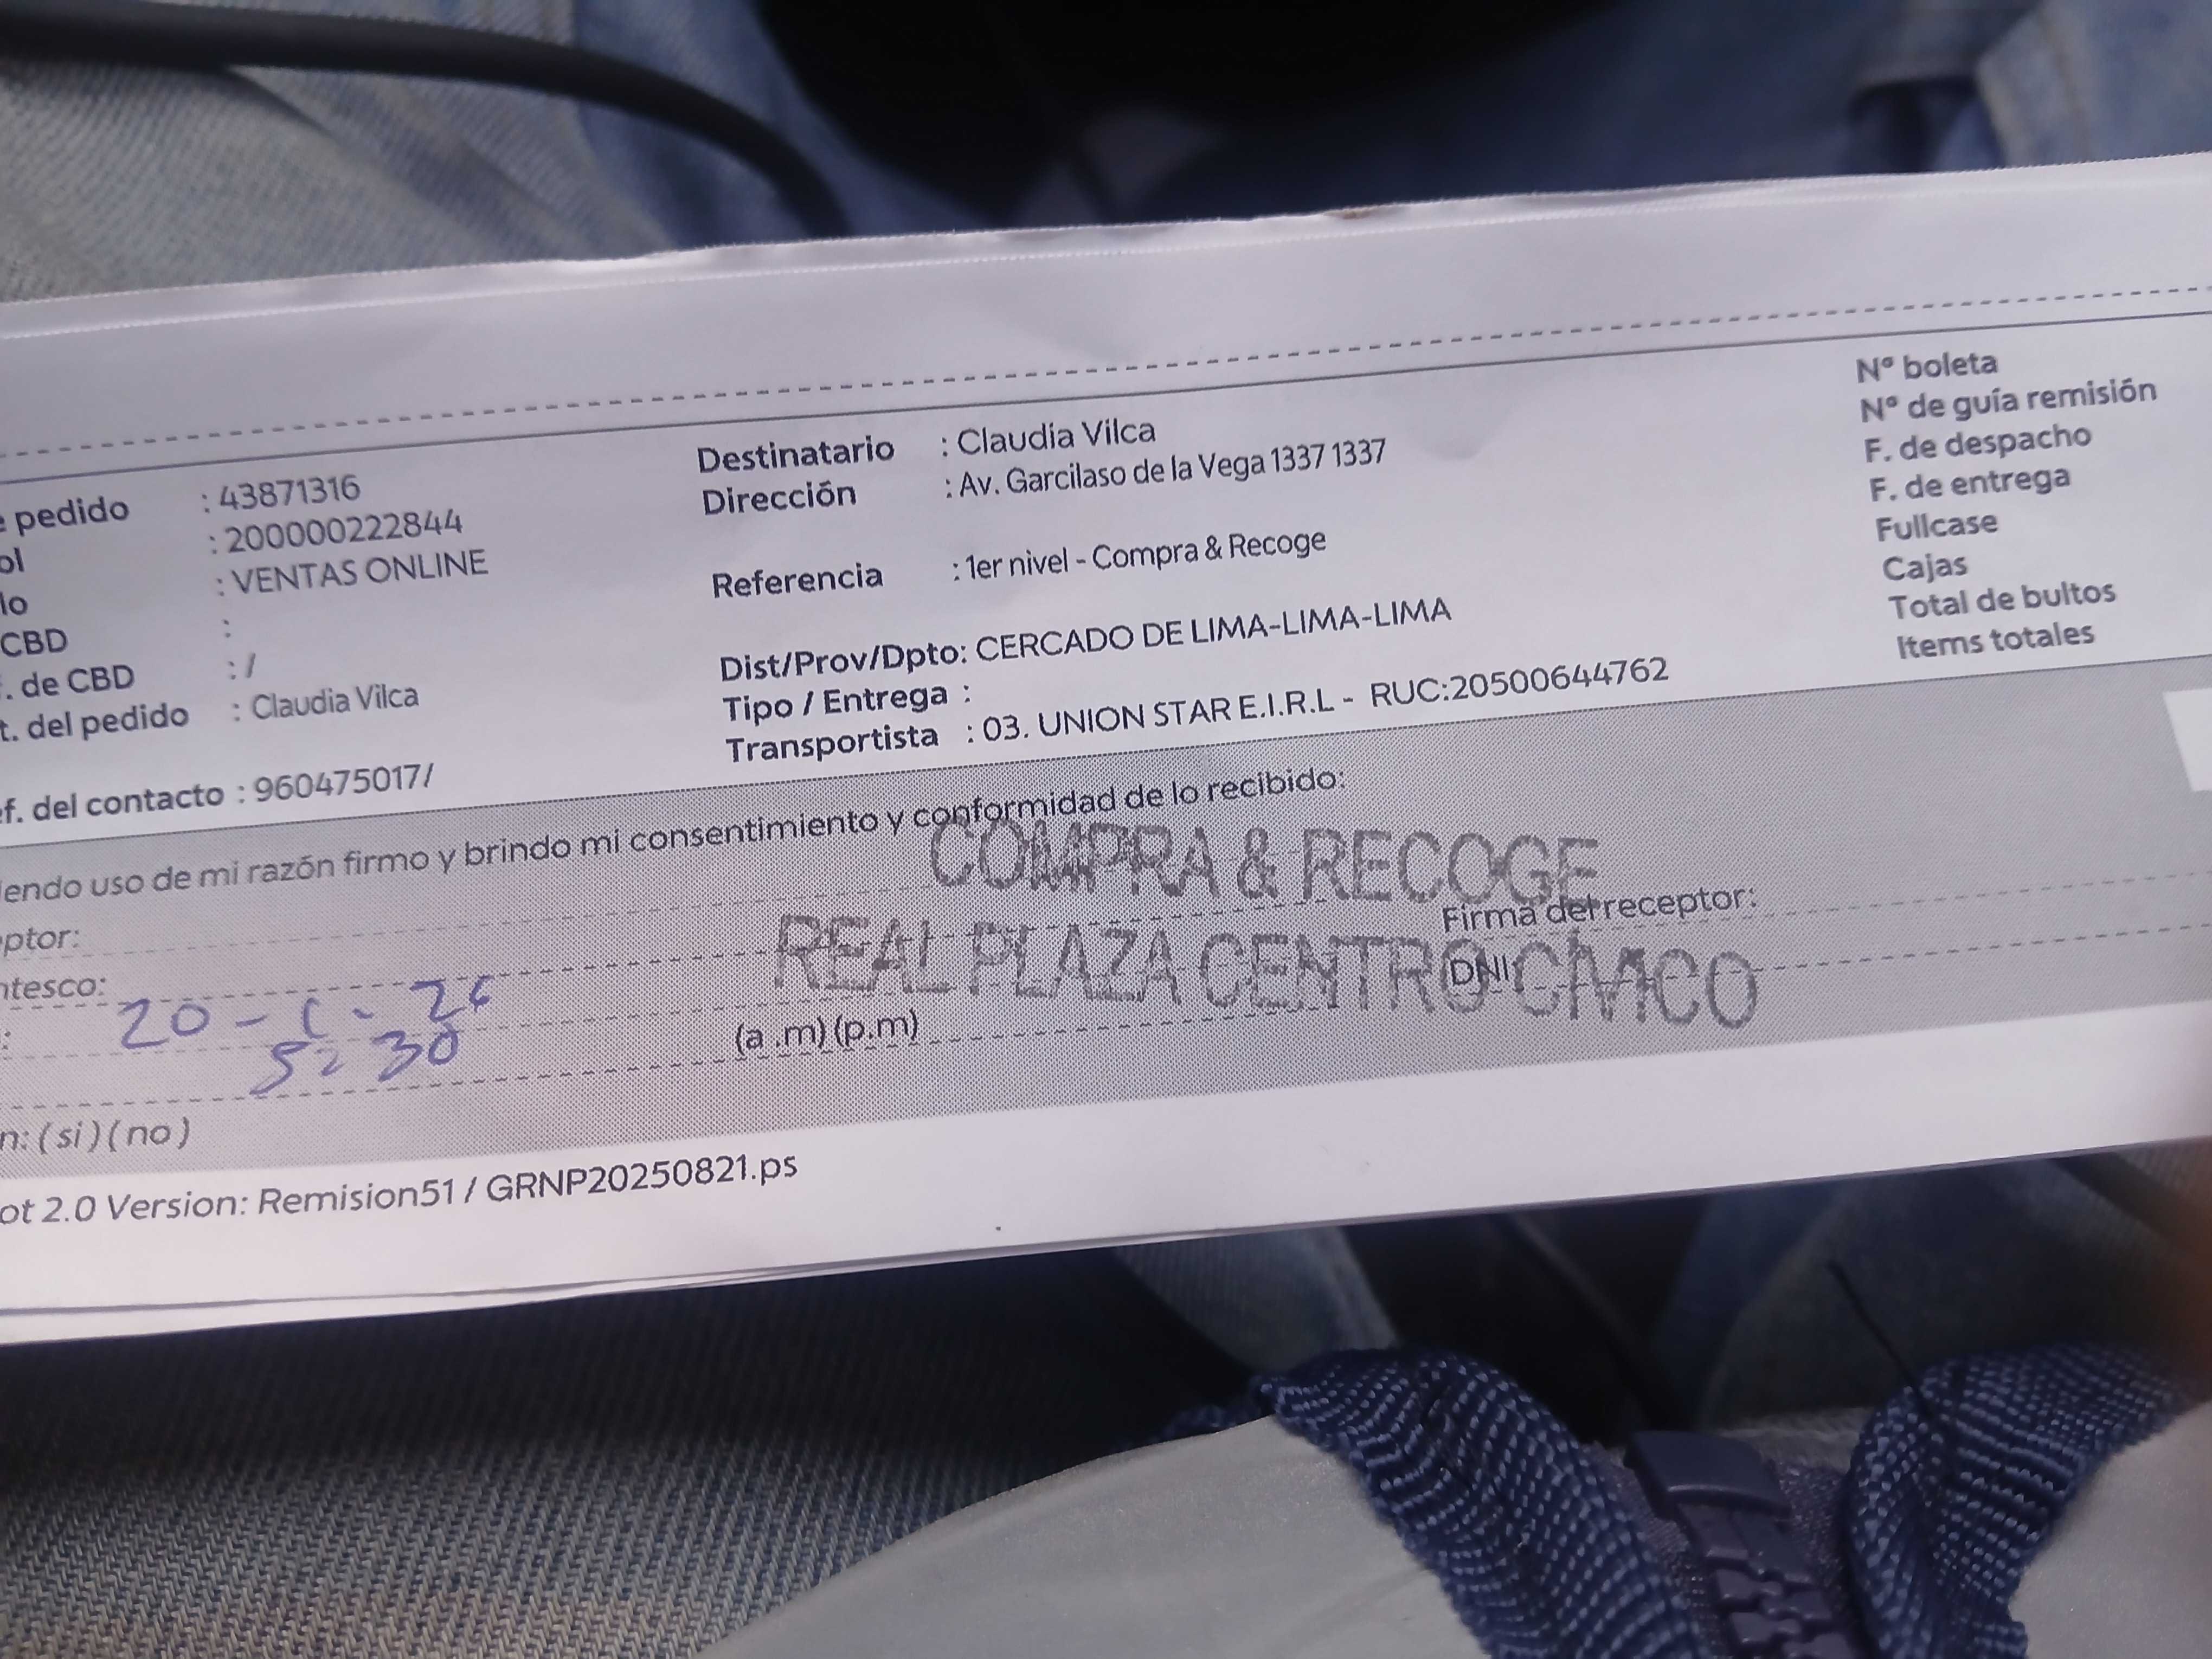 e pedido : 43871316
ol : 200000222844
lo : VENTAS ONLINE
CBD :
. de CBD : /
t. del pedido : Claudia Vilca
ef. del contacto : 960475017/
Destinatario : Claudia Vilca
Dirección : Av. Garcilaso de la Vega 1337 1337
Referencia : 1er nivel - Compra & Recoge
Dist/Prov/Dpto: CERCADO DE LIMA-LIMA-LIMA
Tipo / Entrega :
Transportista : 03. UNION STAR E.I.R.L - RUC:20500644762
Nº boleta
Nº de guía remisión
F. de despacho
F. de entrega
Fullcase
Cajas
Total de bultos
Items totales
iendo uso de mi razón firmo y brindo mi consentimiento y conformidad de lo recibido:
COMPRA & RECOGE
REAL PLAZA CENTRO CIVICO
ptor:
Firma del receptor:
ntesco:
DNI
: 20 - 1 - 26
5:30
(a .m) (p.m)
n: ( si ) ( no )
ot 2.0 Version: Remision51 / GRNP20250821.ps